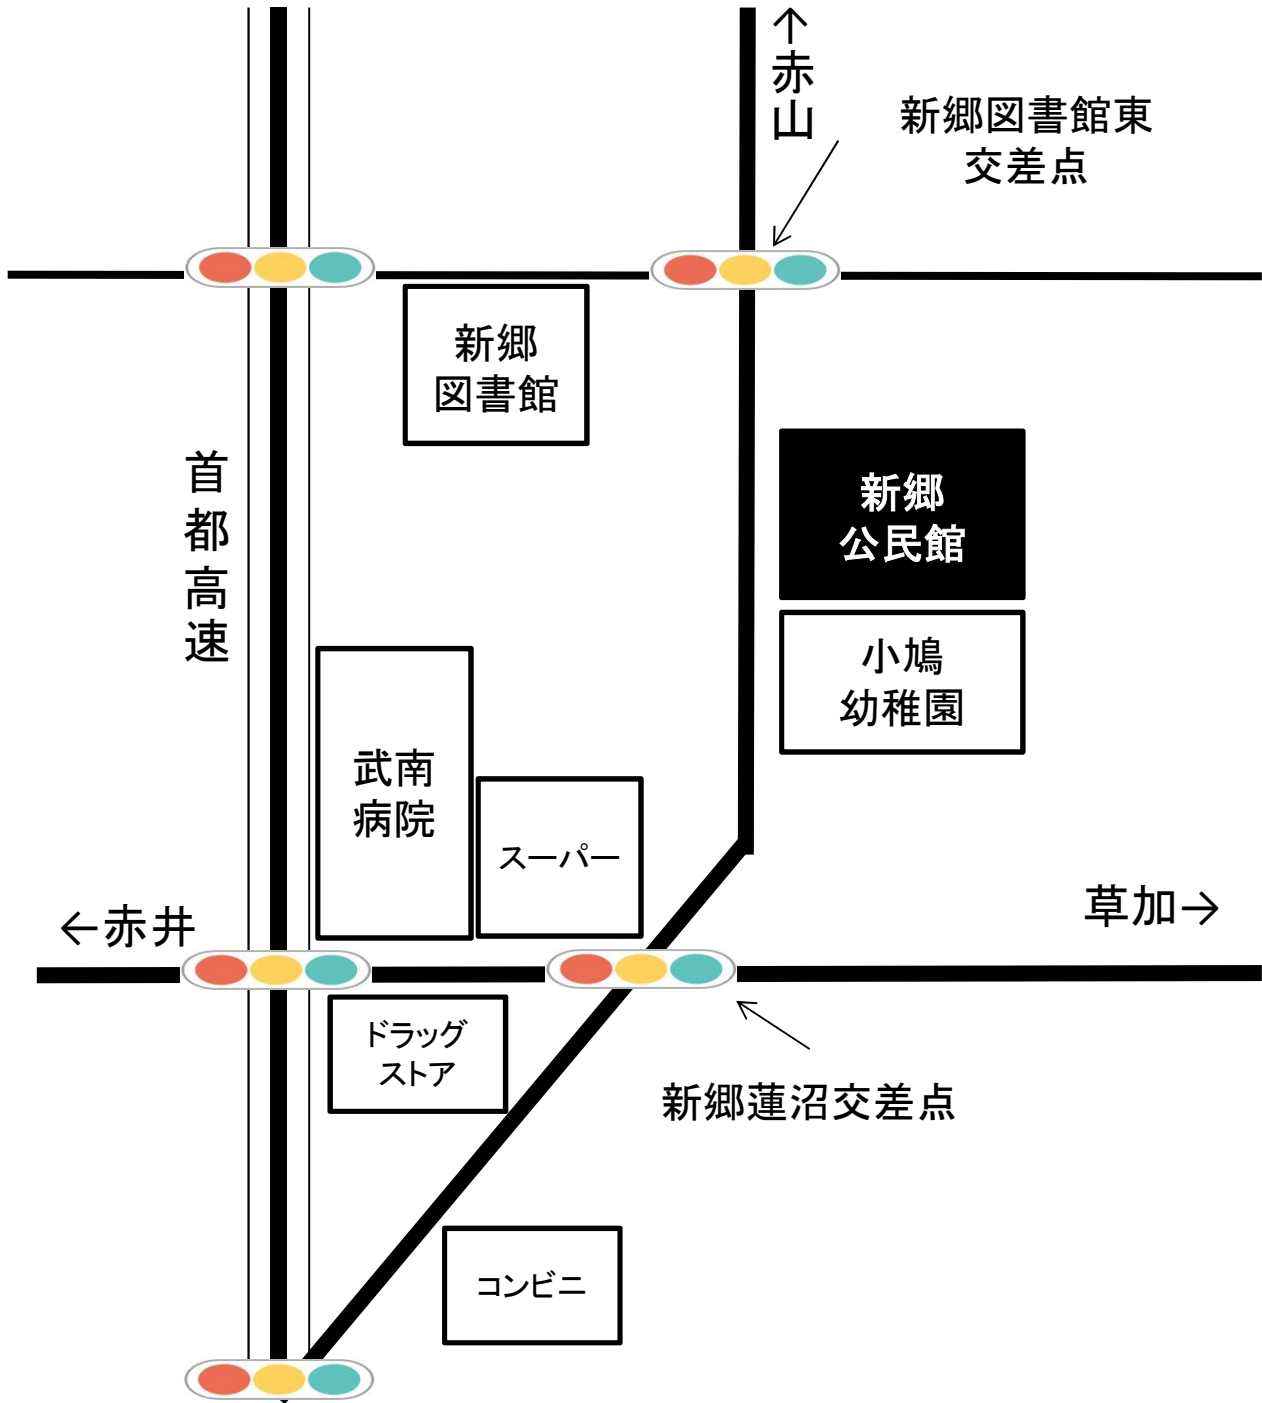 ↑赤山
新郷図書館東
交差点
新郷
図書館
首都高速
新郷
公民館
小鳩
幼稚園
武南
病院
スーパー
←赤井
草加→
ドラッグ
ストア
新郷蓮沼交差点
コンビニ